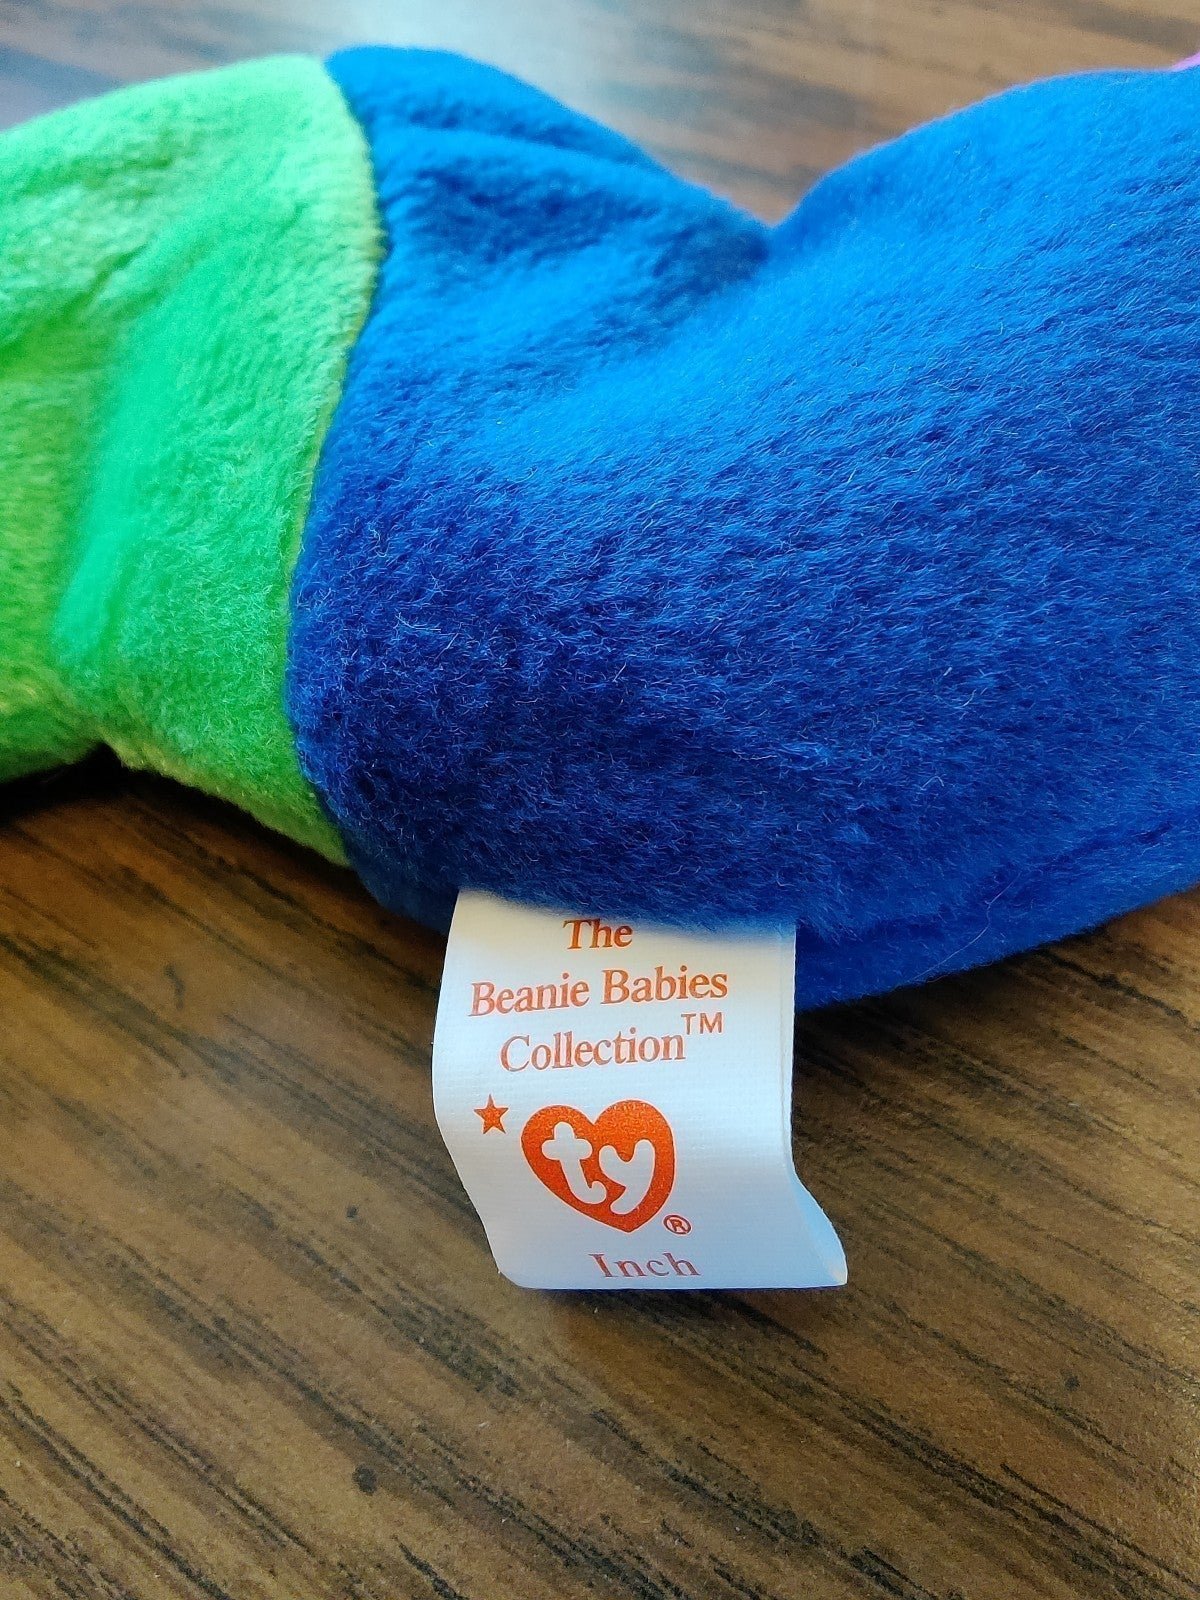 The
Beanie Babies
Collection™
ty®
Inch